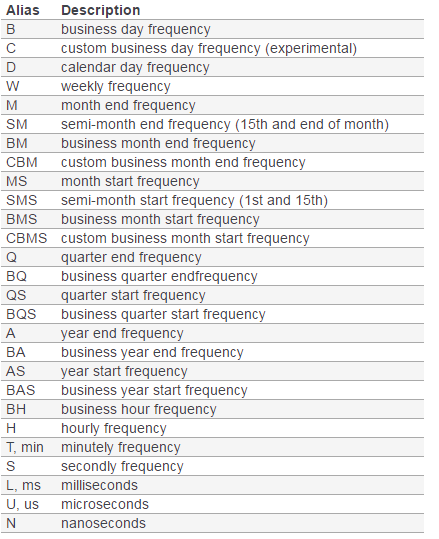 Alias Description
B business day frequency
C custom business day frequency (experimental)
D calendar day frequency
W weekly frequency
M month end frequency
SM semi-month end frequency (15th and end of month)
BM business month end frequency
CBM custom business month end frequency
MS month start frequency
SMS semi-month start frequency (1st and 15th)
BMS business month start frequency
CBMS custom business month start frequency
Q quarter end frequency
BQ business quarter endfrequency
QS quarter start frequency
BQS business quarter start frequency
A year end frequency
BA business year end frequency
AS year start frequency
BAS business year start frequency
BH business hour frequency
H hourly frequency
T, min minutely frequency
S secondly frequency
L, ms milliseconds
U, us microseconds
N nanoseconds